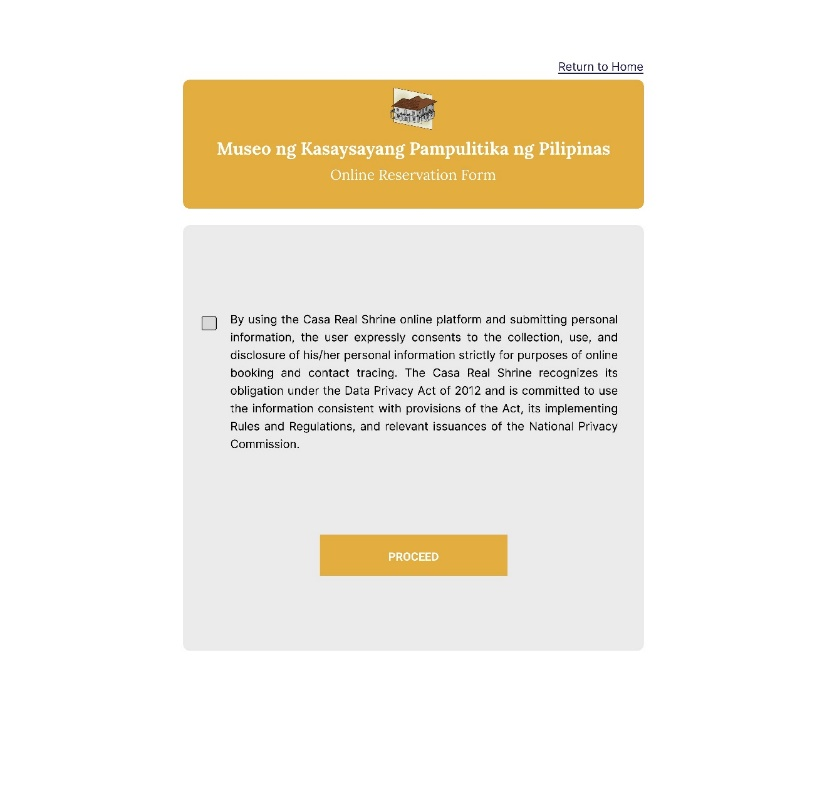 Return to Home
Museo ng Kasaysayang Pampulitika ng Pilipinas
Online Reservation Form
By using the Casa Real Shrine online platform and submitting personal
information, the user expressly consents to the collection, use, and
disclosure of his/her personal information strictly for purposes of online
booking and contact tracing. The Casa Real Shrine recognizes its
obligation under the Data Privacy Act of 2012 and is committed to use
the information consistent with provisions of the Act, its implementing
Rules and Regulations, and relevant issuances of the National Privacy
Commission.
PROCEED